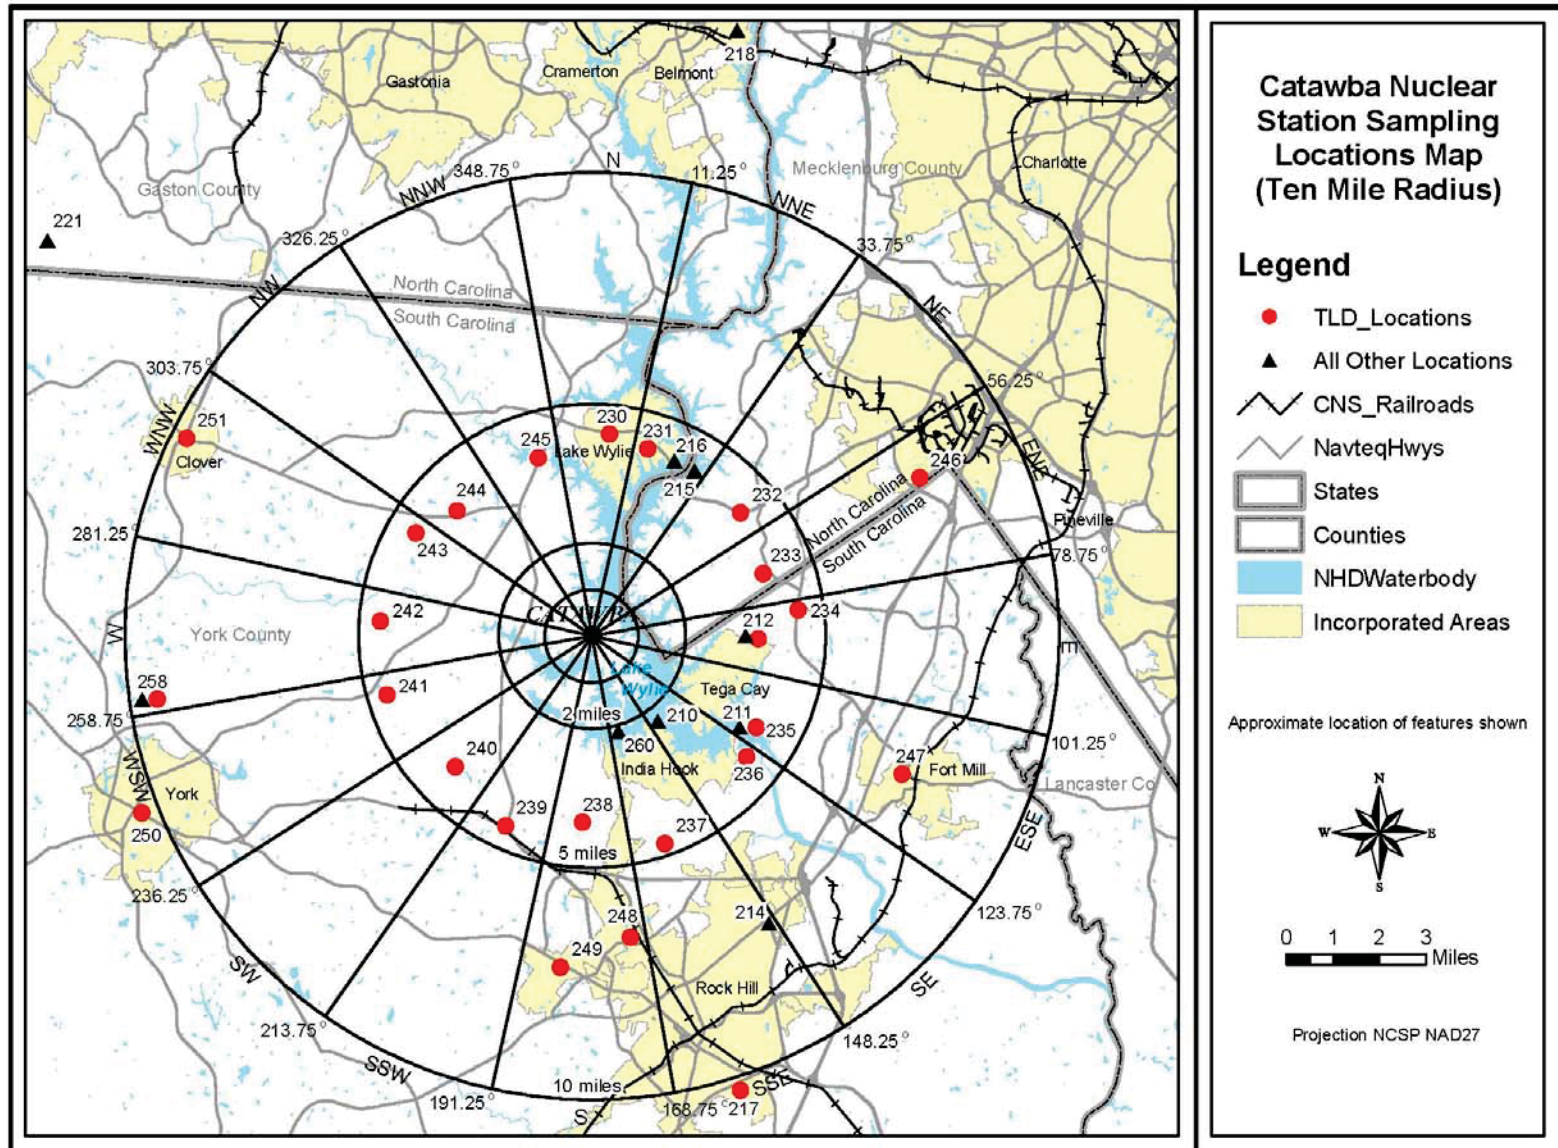 Catawba Nuclear
Station Sampling
Locations Map
(Ten Mile Radius)
Legend
TLD_Locations
All Other Locations
CNS_Railroads
NavteqHwys
States
Counties
NHDWaterbody
Incorporated Areas
Approximate location of features shown
N
W E
S
0 1 2 3 Miles
Projection NCSP NAD27
218
Cramerton
Belmont
Gastonia
Charlotte
Mecklenburg County
Gaston County
N
348.75°
11.25°
NNW
NNE
221
326.25°
33.75°
North Carolina
South Carolina
NW
NE
303.75°
56.25°
251
NNW
Clover
230
231
245
Lake Wylie
216
215
246
ENE
244
232
North Carolina
South Carolina
Pineville
243
281.25°
78.75°
233
242
CATAWBA
234
212
W
York County
E
Lake
Wylie
Tega Cay
258
241
258.75°
2 miles
210
211
235
260
101.25°
240
India Hook
236
247
Fort Mill
Lancaster Co
WSW
York
250
239
238
237
ESE
5 miles
236.25°
123.75°
248
214
249
SW
Rock Hill
SE
213.75°
148.25°
SSW
10 miles
SSE
191.25°
S
168.75°
217